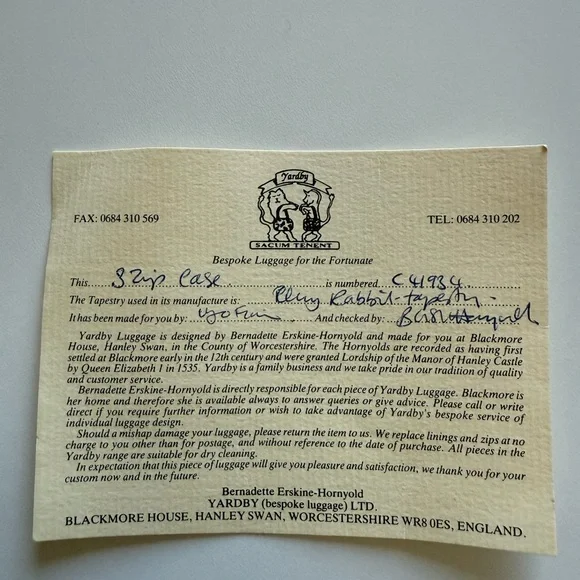 Yardby
FAX: 0684 310 569
TEL: 0684 310 202
SACUM TENENT
Bespoke Luggage for the Fortunate
This 3 Zip Case is numbered C41934
The Tapestry used in its manufacture is: Rabbit - Tapestry.
It has been made for you by: And checked by:
Yardby Luggage is designed by Bernadette Erskine-Hornyold and made for you at Blackmore
House, Hanley Swan, in the County of Worcestershire. The Hornyolds are recorded as having first
settled at Blackmore early in the 12th century and were granted Lordship of the Manor of Hanley Castle
by Queen Elizabeth I in 1535. Yardby is a family business and we take pride in our tradition of quality
and customer service.
Bernadette Erskine-Hornyold is directly responsible for each piece of Yardby Luggage. Blackmore is
her home and therefore she is available always to answer queries or give advice. Please call or write
direct if you require further information or wish to take advantage of Yardby's bespoke service of
individual luggage design.
Should a mishap damage your luggage, please return the item to us. We replace linings and zips at no
charge to you other than for postage, and without reference to the date of purchase. All pieces in the
Yardby range are suitable for dry cleaning.
In expectation that this piece of luggage will give you pleasure and satisfaction, we thank you for your
custom now and in the future.
Bernadette Erskine-Hornyold
YARDBY (bespoke luggage) LTD.
BLACKMORE HOUSE, HANLEY SWAN, WORCESTERSHIRE WR8 0ES, ENGLAND.